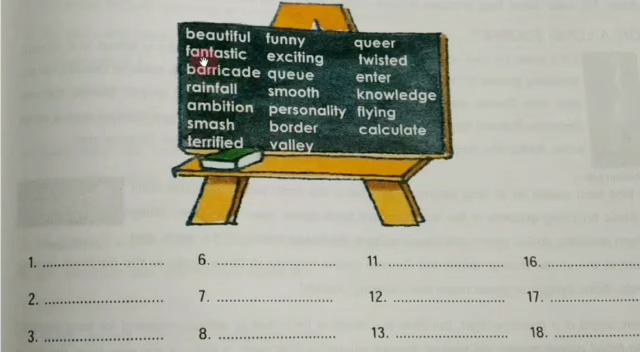 beautiful funny queer
fantastic exciting twisted
barricade queue enter
rainfall smooth knowledge
ambition personality flying
smash border calculate
terrified valley
1. 6. 11. 16.
2. 7. 12. 17.
3. 8. 13. 18.